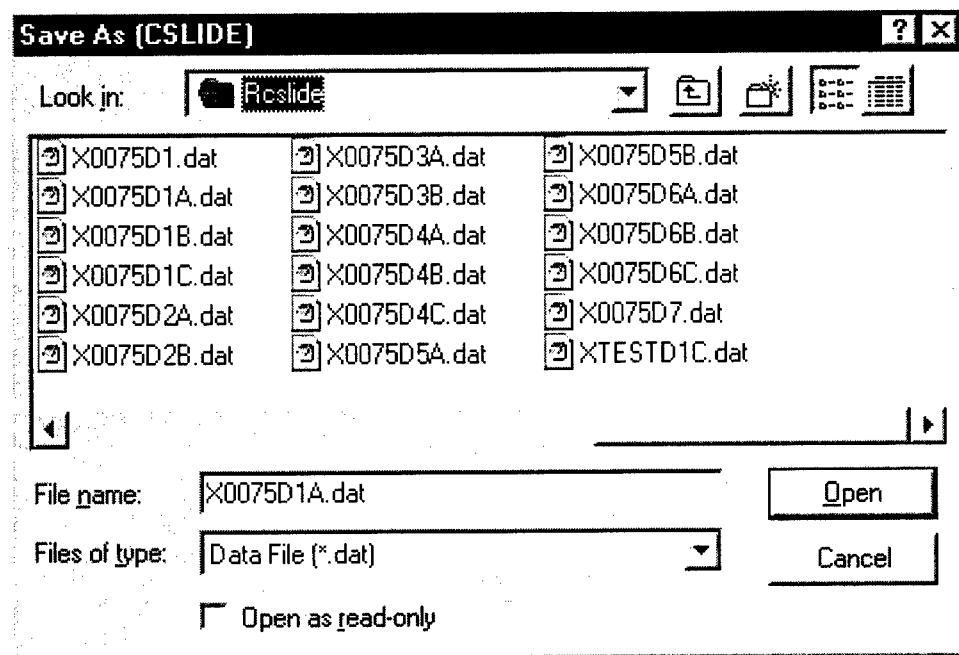 Save As (CSLIDE)
Look in: Rcslide
X0075D1.dat X0075D3A.dat X0075D5B.dat
X0075D1A.dat X0075D3B.dat X0075D6A.dat
X0075D1B.dat X0075D4A.dat X0075D6B.dat
X0075D1C.dat X0075D4B.dat X0075D6C.dat
X0075D2A.dat X0075D4C.dat X0075D7.dat
X0075D2B.dat X0075D5A.dat XTESTD1C.dat
File name: X0075D1A.dat Open
Files of type: Data File (*.dat) Cancel
Open as read-only